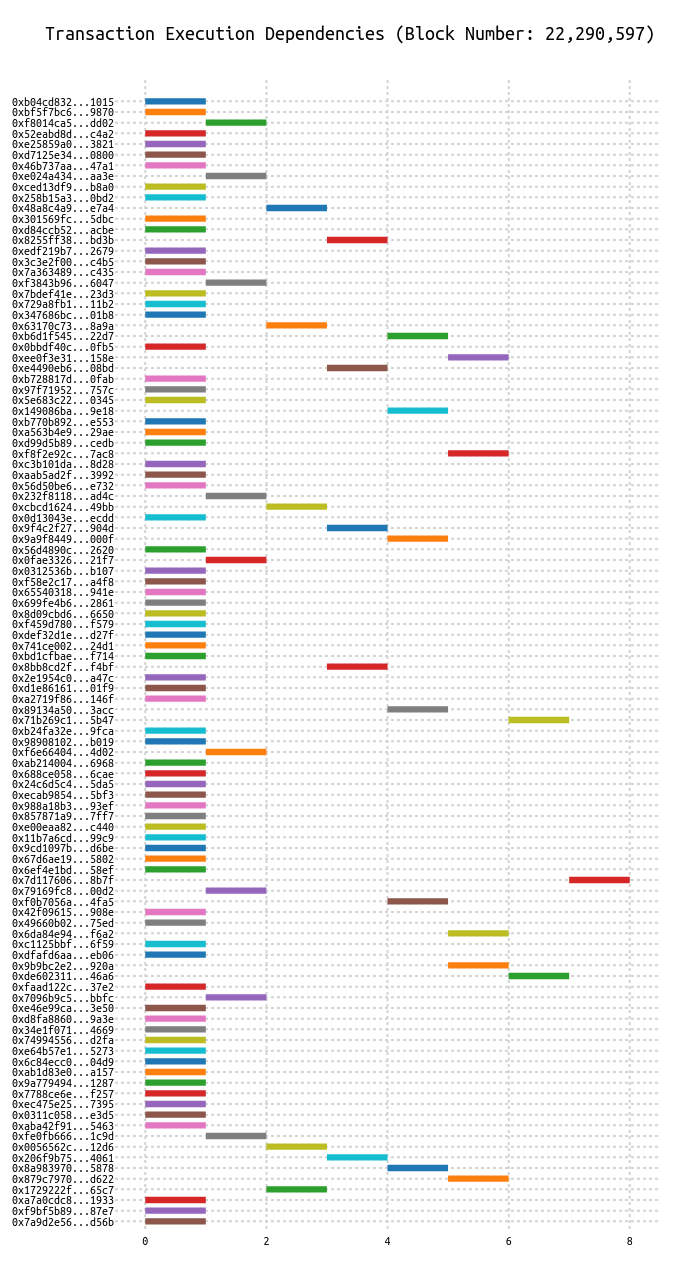 Transaction Execution Dependencies (Block Number: 22,290,597)
0xb04cd832...1015
0xbf5f7bc6...9870
0xf8014ca5...dd02
0x52eabd8d...c4a2
0xe25859a0...3821
0xd7125e34...0800
0x46b737aa...47a1
0xe024a434...aa3e
0xced13df9...b8a0
0x258b15a3...0bd2
0x48a8c4a9...e7a4
0x301569fc...5dbc
0xd84ccb52...acbe
0x8255ff38...bd3b
0xedf219b7...2679
0x3c3e2f00...c4b5
0x7a363489...c435
0xf3843b96...6047
0x7bdef41e...23d3
0x729a8fb1...11b2
0x347686bc...01b8
0x63170c73...8a9a
0xb6d1f545...22d7
0x0bbdf40c...0fb5
0xee0f3e31...158e
0xe4490eb6...08bd
0xb728817d...0fab
0x97f71952...757c
0x5e683c22...0345
0x149086ba...9e18
0xb770b892...e553
0xa563b4e9...29ae
0xd99d5b89...cedb
0xf8f2e92c...7ac8
0xc3b101da...8d28
0xaab5ad2f...3992
0x56d50be6...e732
0x232f8118...ad4c
0xcbcd1624...49bb
0x0d13043e...ecdd
0x9f4c2f27...904d
0x9a9f8449...000f
0x56d4890c...2620
0x0fae3326...21f7
0x0312536b...b107
0xf58e2c17...a4f8
0x65540318...941e
0x699fe4b6...2861
0x8d09cbd6...6650
0xf459d780...f579
0xdef32d1e...d27f
0x741ce002...24d1
0xbd1cfbae...f714
0x8bb8cd2f...f4bf
0x2e1954c0...a47c
0xd1e86161...01f9
0xa2719f86...146f
0x89134a50...3acc
0x71b269c1...5b47
0xb24fa32e...9fca
0x98908102...b019
0xf6e66404...4d02
0xab214004...6968
0x688ce058...6cae
0x24c6d5c4...5da5
0xecab9854...5bf3
0x988a18b3...93ef
0x857871a9...7ff7
0xe00eaa82...c440
0x11b7a6cd...99c9
0x9cd1097b...d6be
0x67d6ae19...5802
0x6ef4e1bd...58ef
0x7d117606...8b7f
0x79169fc8...00d2
0xf0b7056a...4fa5
0x42f09615...908e
0x49660b02...75ed
0x6da84e94...f6a2
0xc1125bbf...6f59
0xdfafd6aa...eb06
0x9b9bc2e2...920a
0xde602311...46a6
0xfaad122c...37e2
0x7096b9c5...bbfc
0xe46e99ca...3e50
0xd8fa8860...9a3e
0x34e1f071...4669
0x74994556...d2fa
0xe64b57e1...5273
0x6c84ecc0...04d9
0xab1d83e0...a157
0x9a779494...1287
0x7788ce6e...f257
0xec475e25...7395
0x0311c058...e3d5
0xaba42f91...5463
0xfe0fb666...1c9d
0x0056562c...12d6
0x206f9b75...4061
0x8a983970...5878
0x879c7970...d622
0x1729222f...65c7
0xa7a0cdc8...1933
0xf9bf5b89...87e7
0x7a9d2e56...d56b
0 2 4 6 8